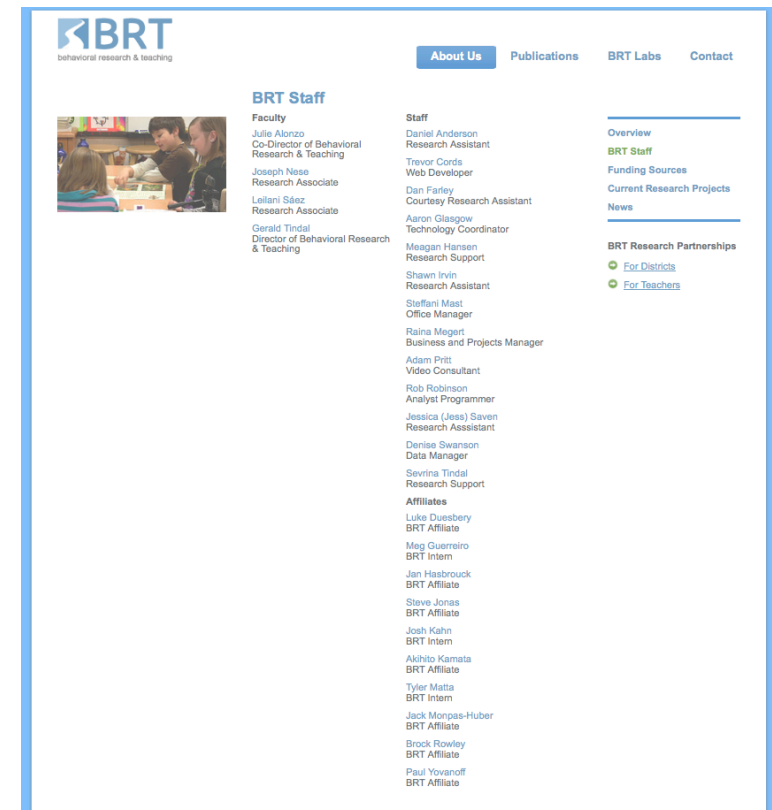 BRT
behavioral research & teaching
About Us
Publications
BRT Labs
Contact
BRT Staff
Faculty
Julie Alonzo
Co-Director of Behavioral
Research & Teaching
Joseph Nese
Research Associate
Leilani Sáez
Research Associate
Gerald Tindal
Director of Behavioral Research
& Teaching
Staff
Daniel Anderson
Research Assistant
Trevor Cords
Web Developer
Dan Farley
Courtesy Research Assistant
Aaron Glasgow
Technology Coordinator
Meagan Hansen
Research Support
Shawn Irvin
Research Assistant
Steffani Mast
Office Manager
Raina Megert
Business and Projects Manager
Adam Pritt
Video Consultant
Rob Robinson
Analyst Programmer
Jessica (Jess) Saven
Research Asssistant
Denise Swanson
Data Manager
Sevrina Tindal
Research Support
Affiliates
Luke Duesbery
BRT Affiliate
Meg Guerreiro
BRT Intern
Jan Hasbrouck
BRT Affiliate
Steve Jonas
BRT Affiliate
Josh Kahn
BRT Intern
Akihito Kamata
BRT Affiliate
Tyler Matta
BRT Intern
Jack Monpas-Huber
BRT Affiliate
Brock Rowley
BRT Affiliate
Paul Yovanoff
BRT Affiliate
Overview
BRT Staff
Funding Sources
Current Research Projects
News
BRT Research Partnerships
For Districts
For Teachers